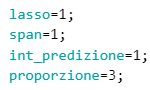 lasso=1;
span=1;
int_predizione=1;
proporzione=3;